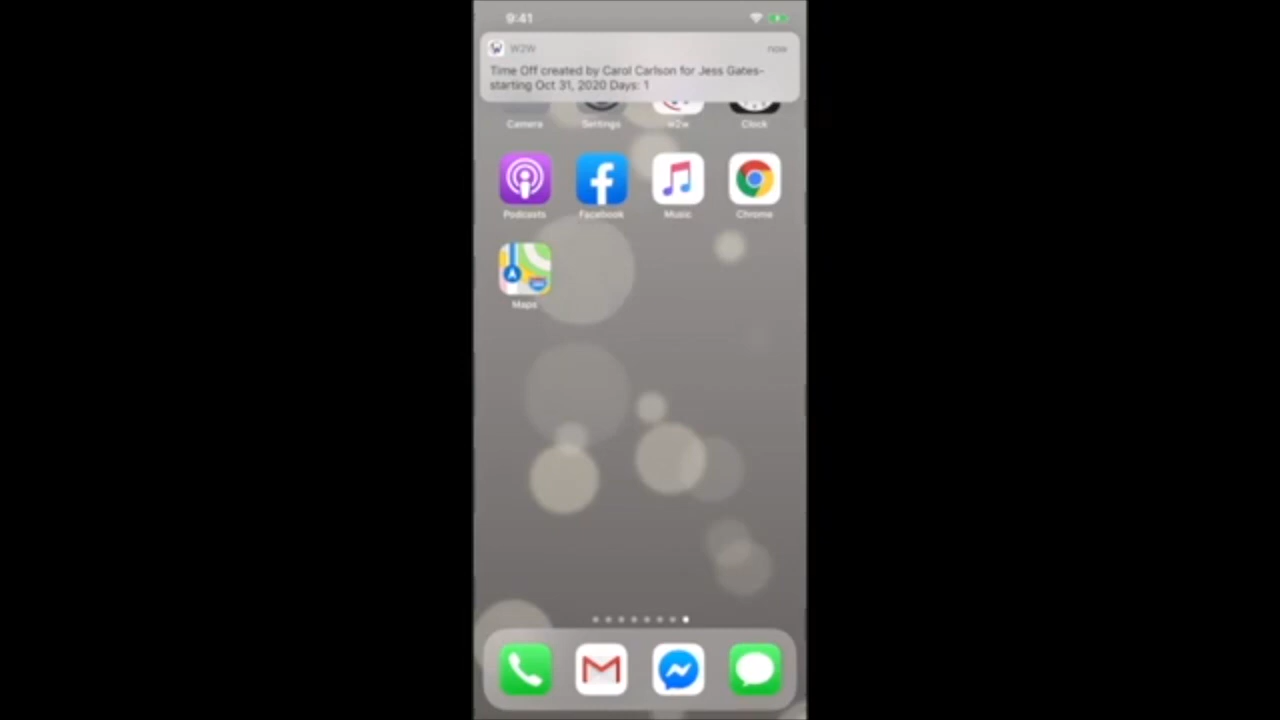 9:41
W2W now
Time Off created by Carol Carlson for Jess Gates-
starting Oct 31, 2020 Days: 1
Camera Settings w2w Clock
Podcasts Facebook Music Chrome
Maps